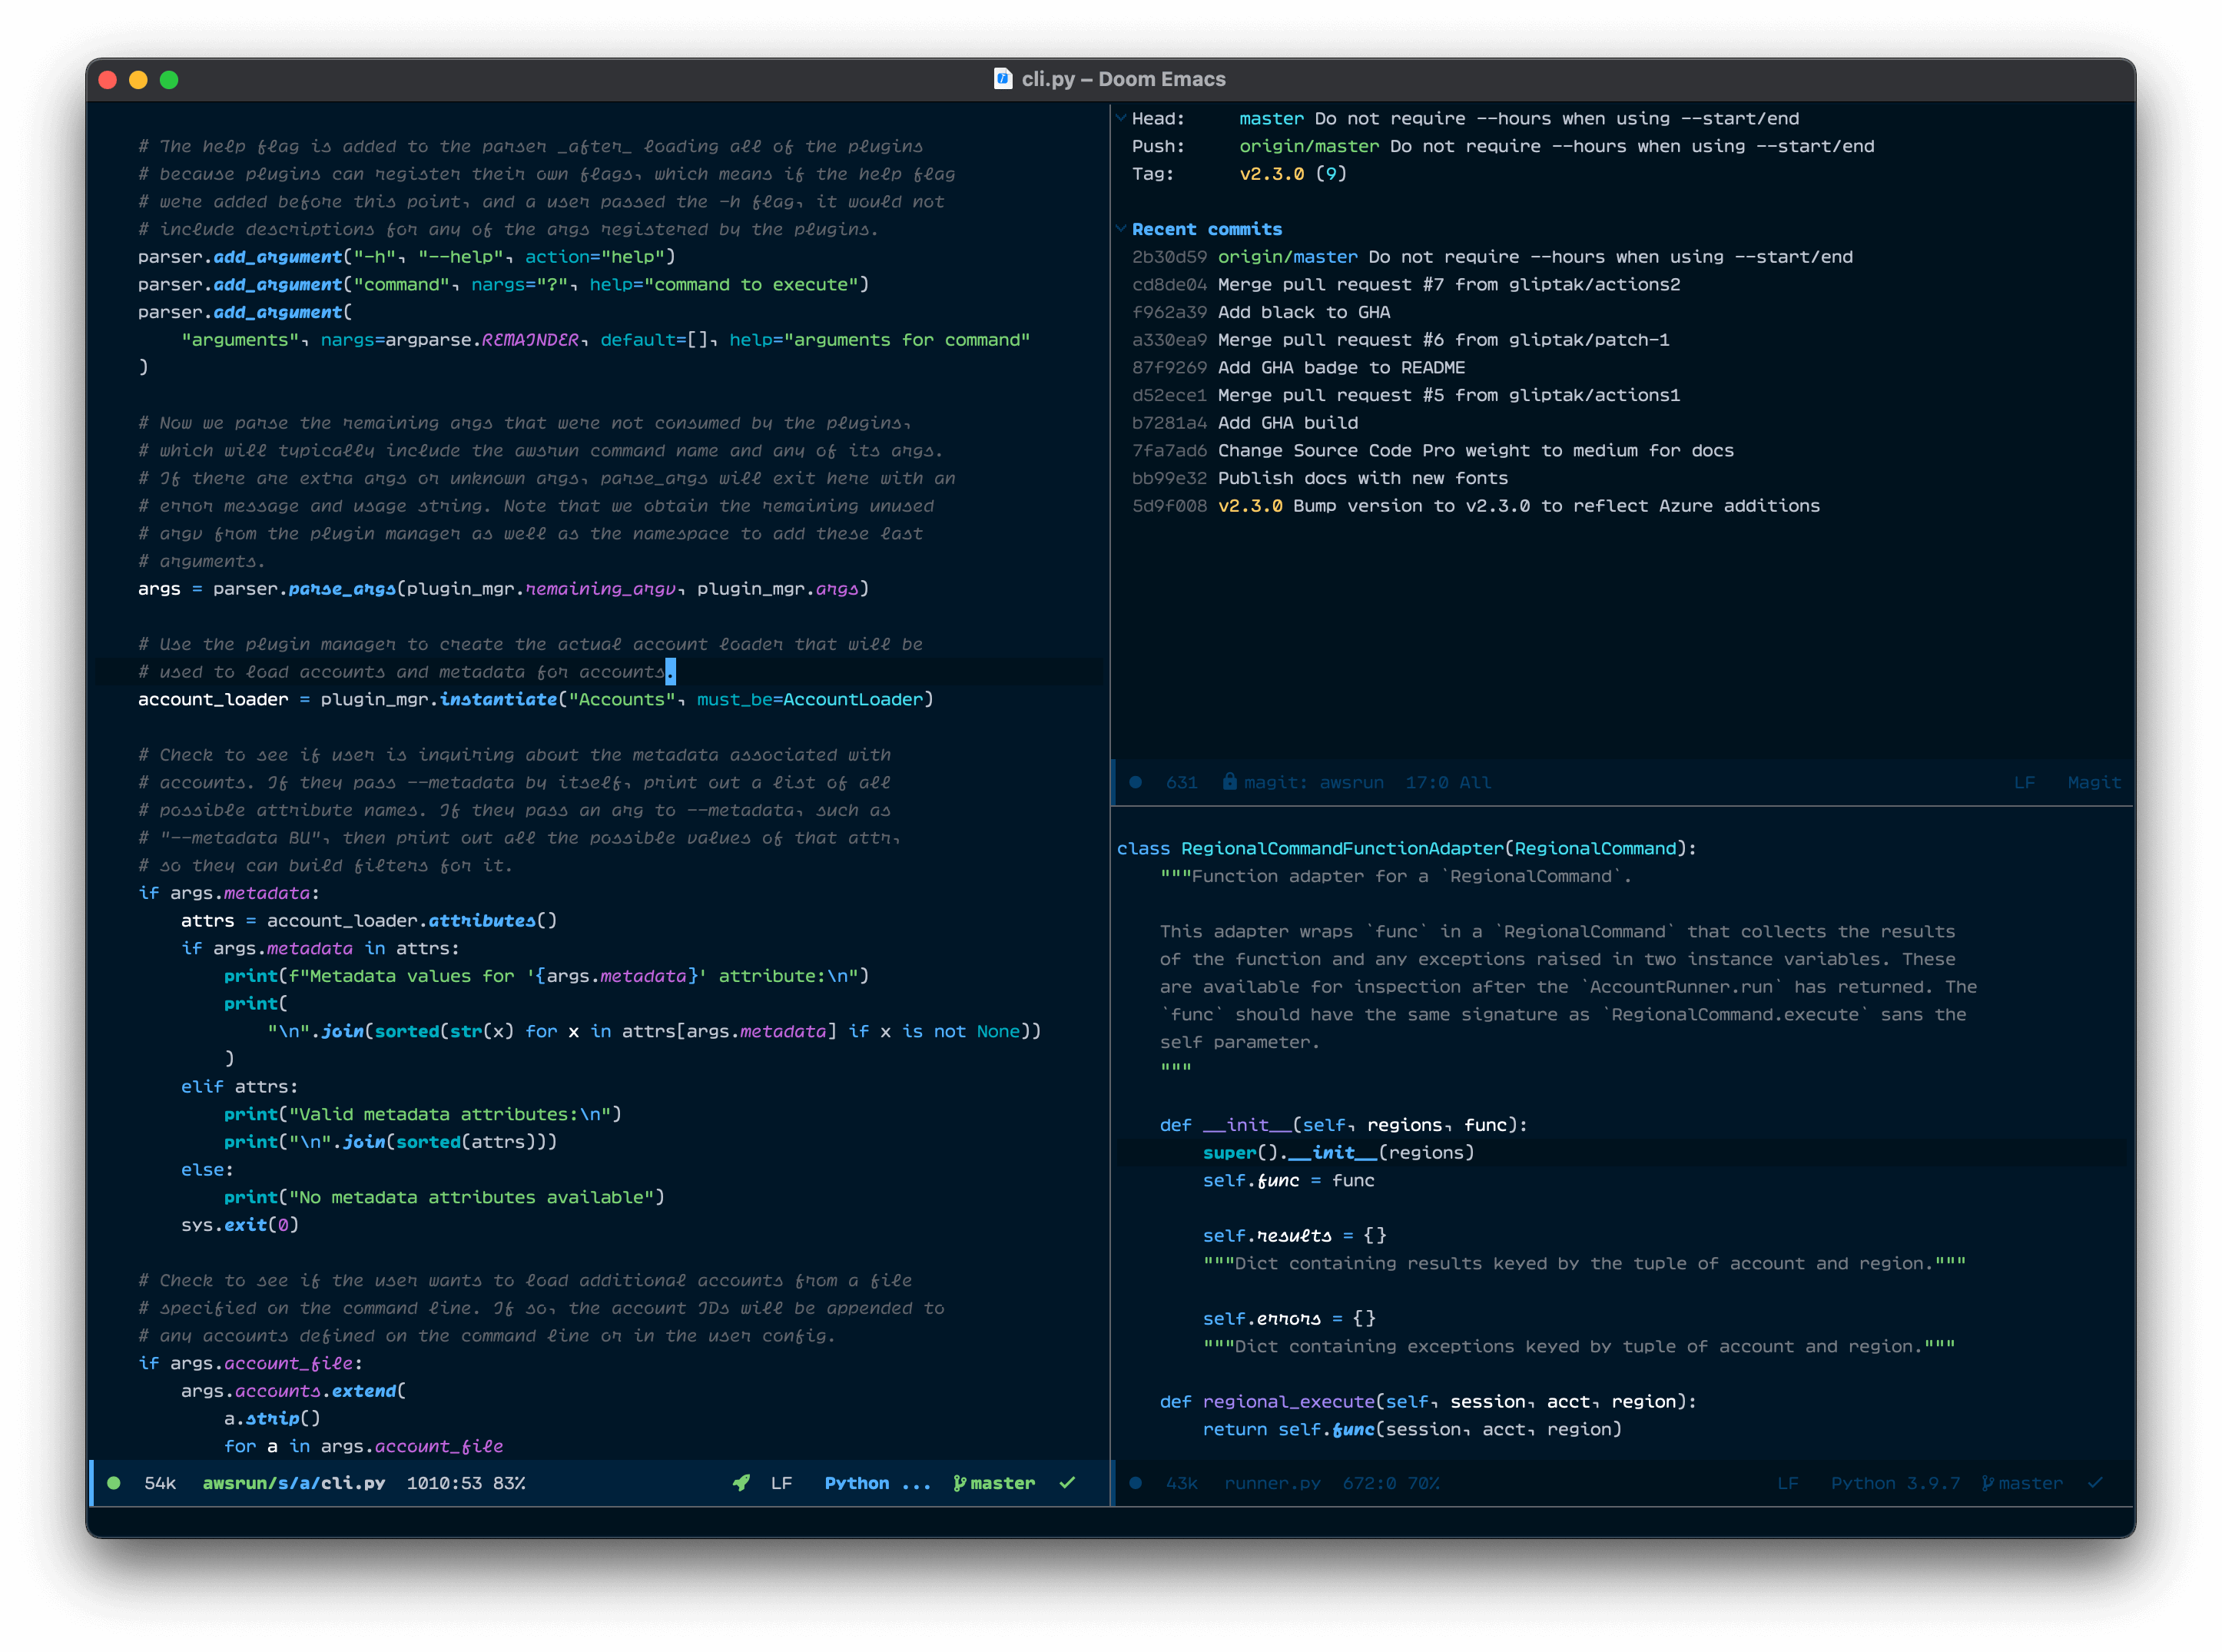 cli.py – Doom Emacs
# The help flag is added to the parser _after_ loading all of the plugins
# because plugins can register their own flags, which means if the help flag
# were added before this point, and a user passed the -h flag, it would not
# include descriptions for any of the args registered by the plugins.
parser.add_argument("-h", "--help", action="help")
parser.add_argument("command", nargs="?", help="command to execute")
parser.add_argument(
    "arguments", nargs=argparse.REMAINDER, default=[], help="arguments for command"
)
# Now we parse the remaining args that were not consumed by the plugins,
# which will typically include the awsrun command name and any of its args.
# If there are extra args or unknown args, parse_args will exit here with an
# error message and usage string. Note that we obtain the remaining unused
# argv from the plugin manager as well as the namespace to add these last
# arguments.
args = parser.parse_args(plugin_mgr.remaining_argv, plugin_mgr.args)
# Use the plugin manager to create the actual account loader that will be
# used to load accounts and metadata for accounts.
account_loader = plugin_mgr.instantiate("Accounts", must_be=AccountLoader)
# Check to see if user is inquiring about the metadata associated with
# accounts. If they pass --metadata by itself, print out a list of all
# possible attribute names. If they pass an arg to --metadata, such as
# "--metadata BU", then print out all the possible values of that attr,
# so they can build filters for it.
if args.metadata:
    attrs = account_loader.attributes()
    if args.metadata in attrs:
        print(f"Metadata values for '{args.metadata}' attribute:\n")
        print(
            "\n".join(sorted(str(x) for x in attrs[args.metadata] if x is not None))
        )
    elif attrs:
        print("Valid metadata attributes:\n")
        print("\n".join(sorted(attrs)))
    else:
        print("No metadata attributes available")
    sys.exit(0)
# Check to see if the user wants to load additional accounts from a file
# specified on the command line. If so, the account IDs will be appended to
# any accounts defined on the command line or in the user config.
if args.account_file:
    args.accounts.extend(
        a.strip()
        for a in args.account_file
54k awsrun/s/a/cli.py 1010:53 83% LF Python ... master
Head: master Do not require --hours when using --start/end
Push: origin/master Do not require --hours when using --start/end
Tag: v2.3.0 (9)
Recent commits
2b30d59 origin/master Do not require --hours when using --start/end
cd8de04 Merge pull request #7 from gliptak/actions2
f962a39 Add black to GHA
a330ea9 Merge pull request #6 from gliptak/patch-1
87f9269 Add GHA badge to README
d52ece1 Merge pull request #5 from gliptak/actions1
b7281a4 Add GHA build
7fa7ad6 Change Source Code Pro weight to medium for docs
bb99e32 Publish docs with new fonts
5d9f008 v2.3.0 Bump version to v2.3.0 to reflect Azure additions
631 magit: awsrun 17:0 All LF Magit
class RegionalCommandFunctionAdapter(RegionalCommand):
    """Function adapter for a `RegionalCommand`.
    This adapter wraps `func` in a `RegionalCommand` that collects the results
    of the function and any exceptions raised in two instance variables. These
    are available for inspection after the `AccountRunner.run` has returned. The
    `func` should have the same signature as `RegionalCommand.execute` sans the
    self parameter.
    """
    def __init__(self, regions, func):
        super().__init__(regions)
        self.func = func
        self.results = {}
        """Dict containing results keyed by the tuple of account and region."""
        self.errors = {}
        """Dict containing exceptions keyed by tuple of account and region."""
    def regional_execute(self, session, acct, region):
        return self.func(session, acct, region)
43k runner.py 672:0 70% LF Python 3.9.7 master